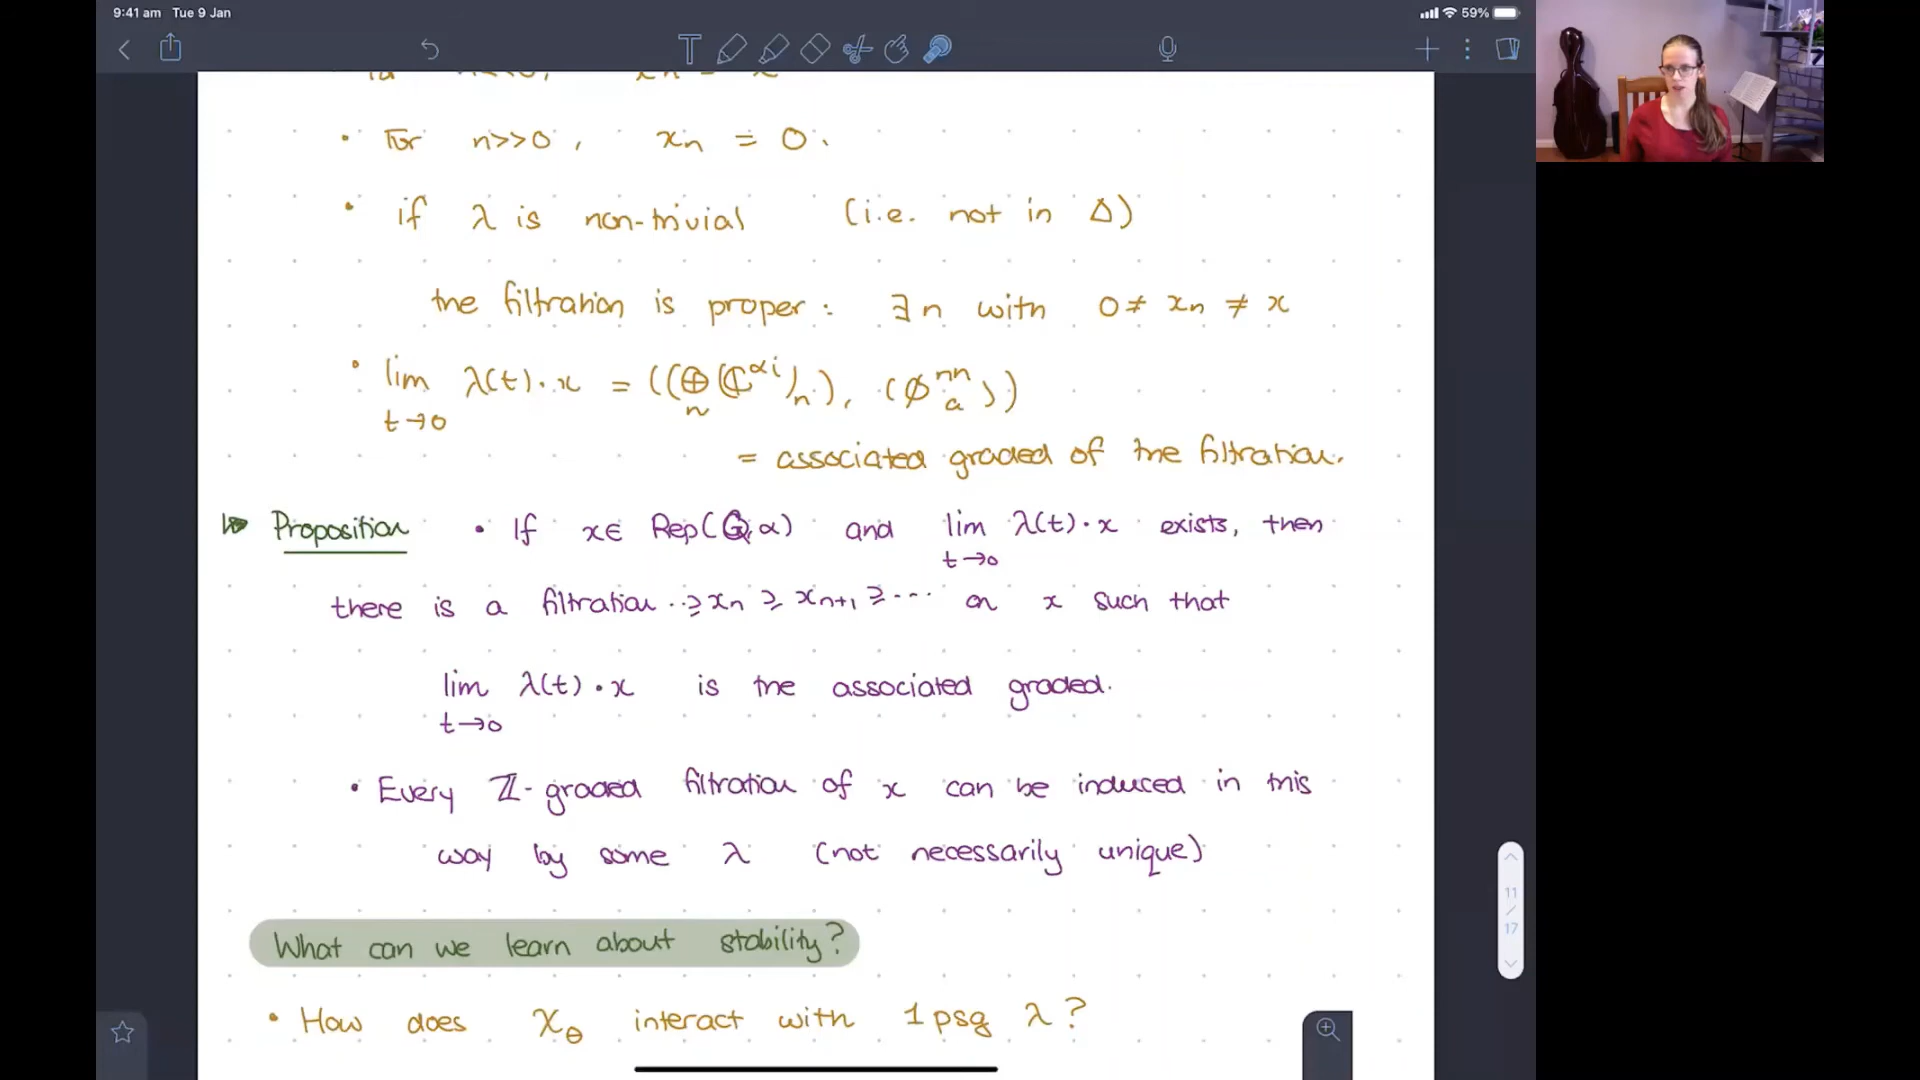 9:41 am Tue 9 Jan
59%
• For n>>0, xn = 0.
• if λ is non-trivial (i.e. not in Δ)
the filtration is proper: ∃n with 0 ≠ xn ≠ x
• lim λ(t)·x = ((⊕(ℂ^αi)n), (φa^nn))
t→0 n
= associated graded of the filtration.
Proposition • If x∈ Rep(Q,α) and lim λ(t)·x exists, then
t→0
there is a filtration ··≥xn ≥ xn+1 ≥··· on x such that
lim λ(t)·x is the associated graded.
t→0
• Every ℤ-graded filtration of x can be induced in this
way by some λ (not necessarily unique)
What can we learn about stability?
• How does χθ interact with 1psg λ?
11
/
17